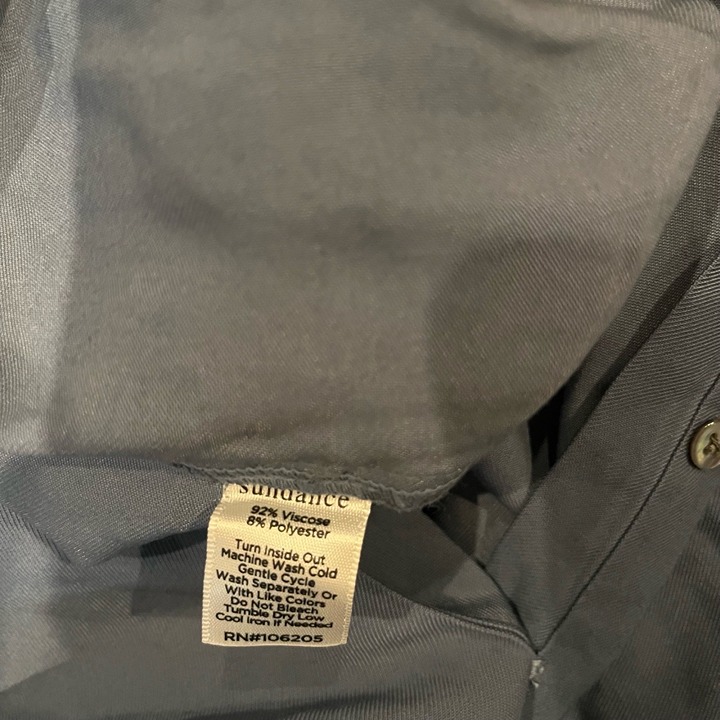 sundance
92% Viscose
8% Polyester
Turn Inside Out
Machine Wash Cold
Gentle Cycle
Wash Separately Or
With Like Colors
Do Not Bleach
Tumble Dry Low
Cool Iron If Needed
RN#106205